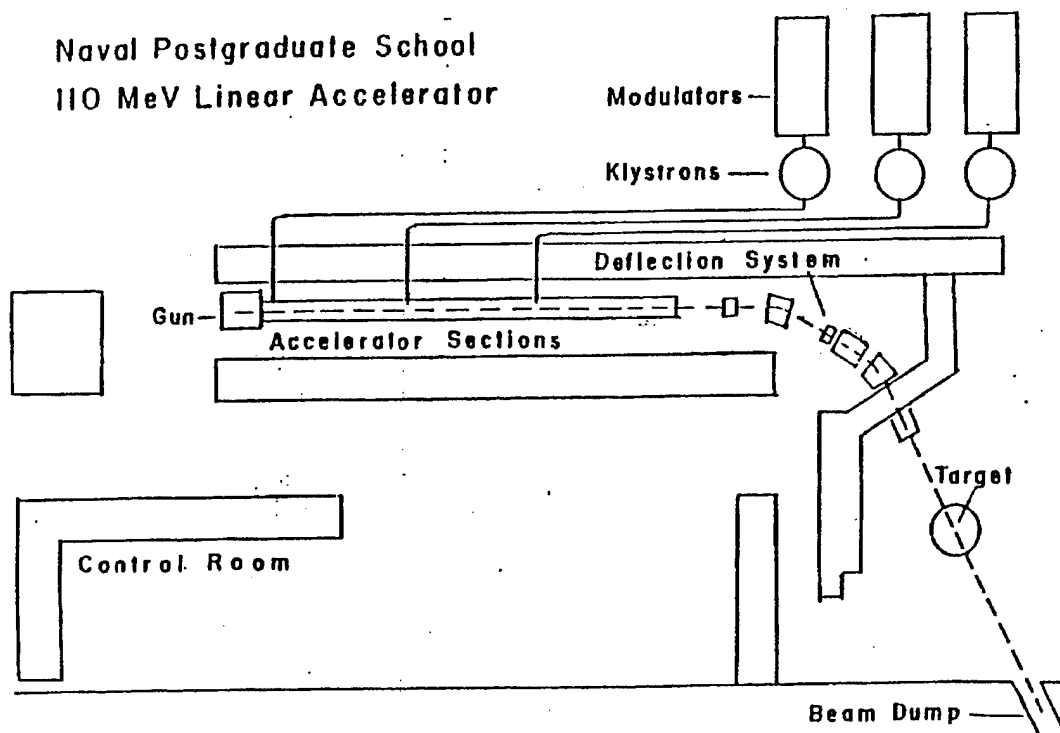 Naval Postgraduate School
110 MeV Linear Accelerator
Modulators
Klystrons
Deflection System
Gun
Accelerator Sections
Target
Control Room
Beam Dump